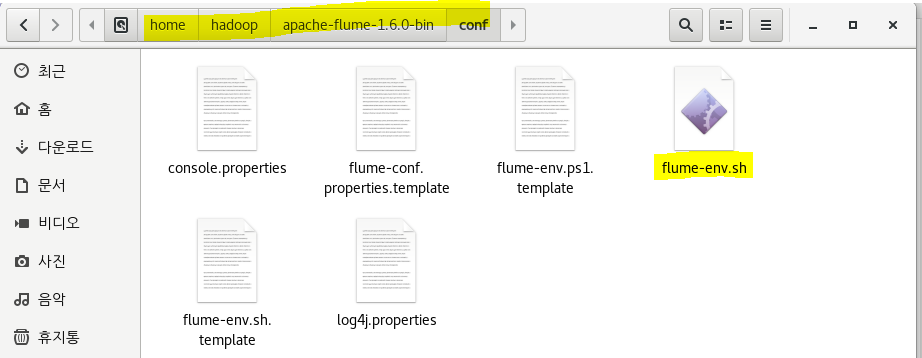 home hadoop apache-flume-1.6.0-bin conf
최근
홈
다운로드
문서
비디오
사진
음악
휴지통
console.properties
flume-conf.
properties.template
flume-env.ps1.
template
flume-env.sh
flume-env.sh.
template
log4j.properties